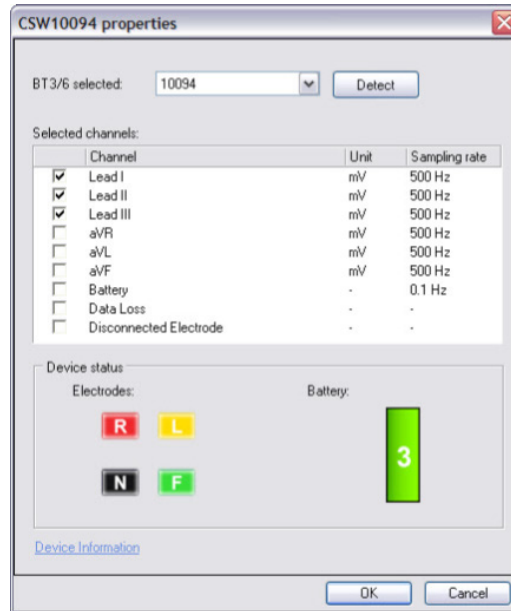 CSW10094 properties
BT3/6 selected: 10094 Detect
Selected channels:
Channel Unit Sampling rate
Lead I mV 500 Hz
Lead II mV 500 Hz
Lead III mV 500 Hz
aVR mV 500 Hz
aVL mV 500 Hz
aVF mV 500 Hz
Battery - 0.1 Hz
Data Loss - -
Disconnected Electrode - -
Device status
Electrodes: Battery:
R L
N F
3
Device Information
OK Cancel